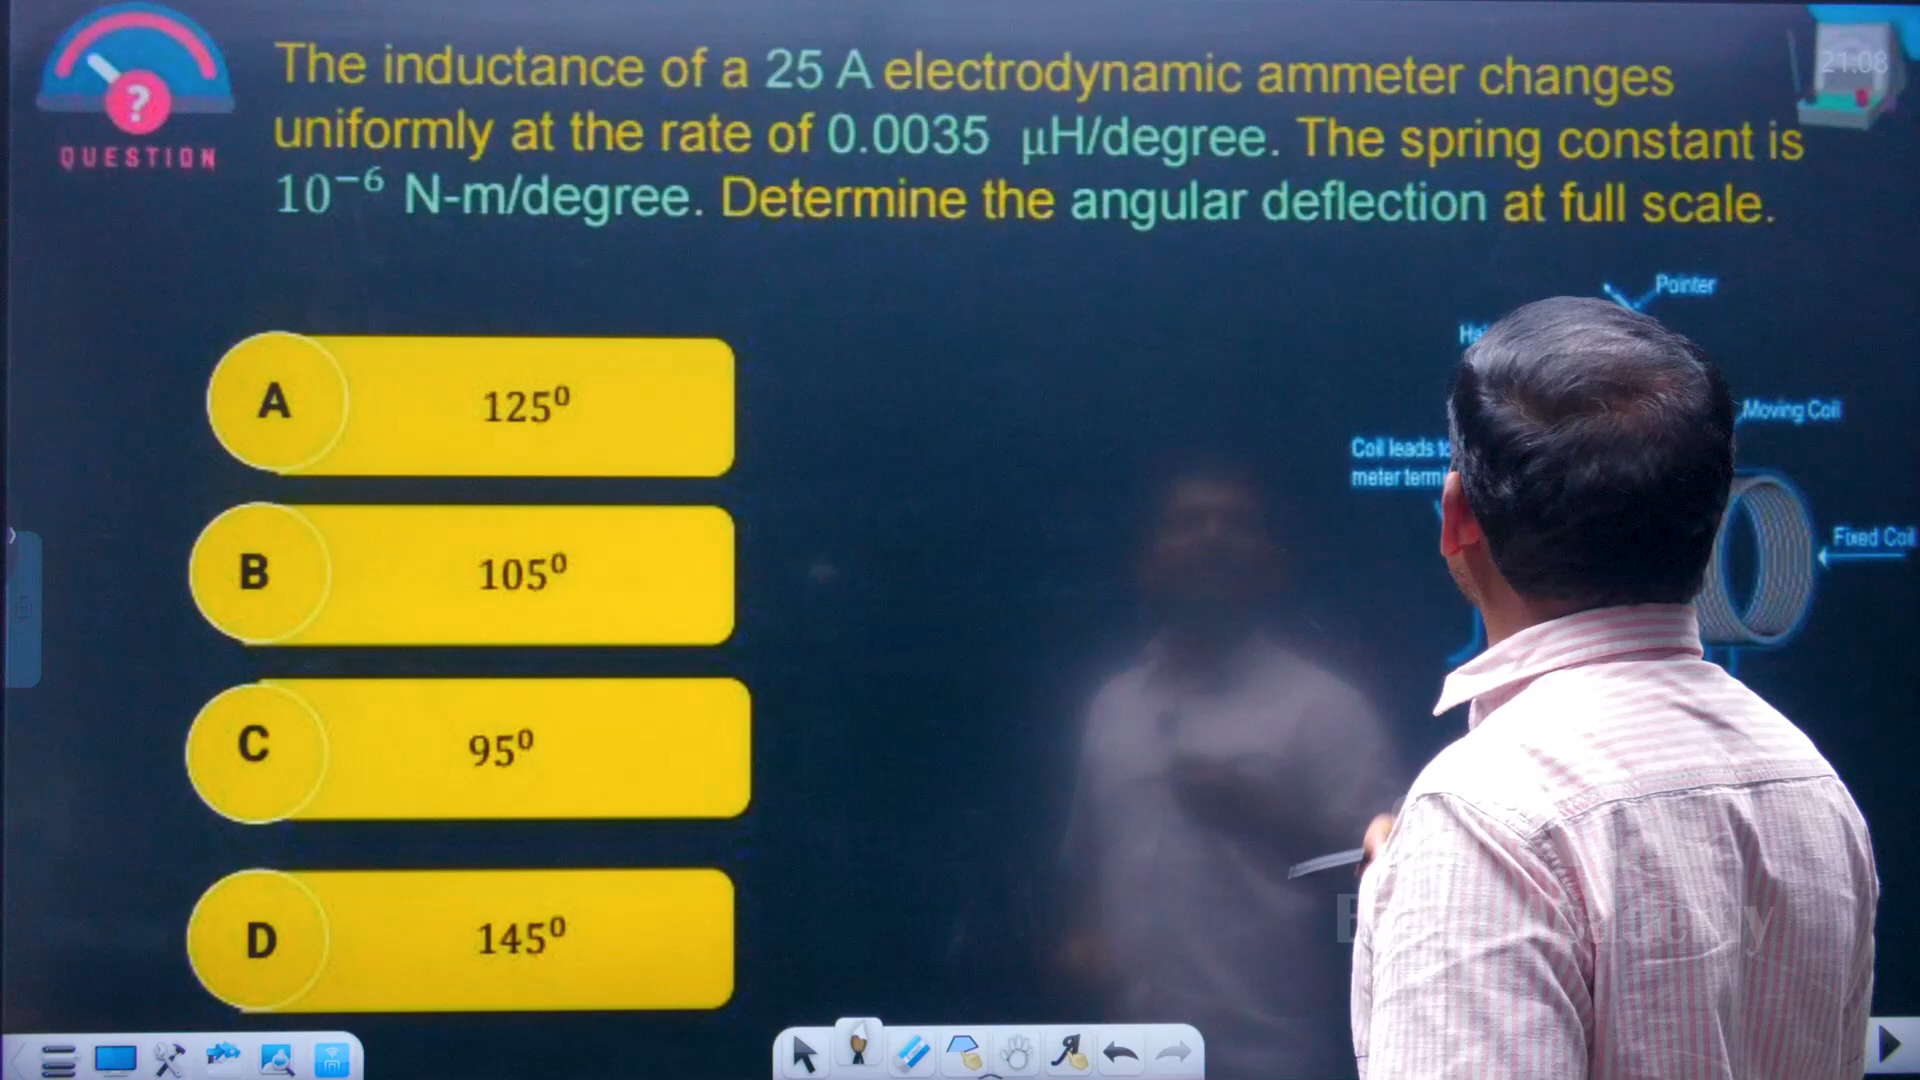 The inductance of a 25 A electrodynamic ammeter changes
uniformly at the rate of 0.0035 μH/degree. The spring constant is
10⁻⁶ N-m/degree. Determine the angular deflection at full scale.
QUESTION
?
21:08
A
125⁰
B
105⁰
C
95⁰
D
145⁰
Pointer
Moving Coil
Coil leads
meter
Fixed Coil